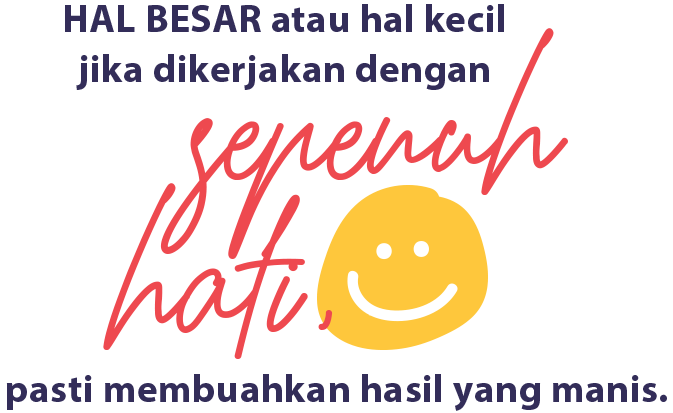 HAL BESAR atau hal kecil
jika dikerjakan dengan
sepenuh
hati,
pasti membuahkan hasil yang manis.